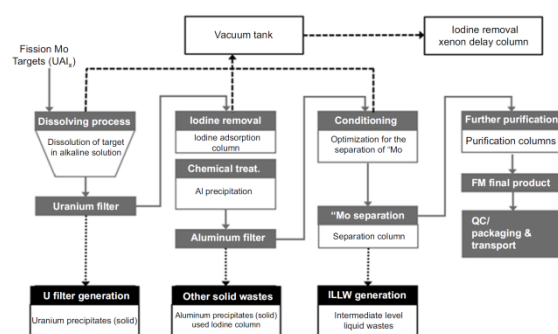 Vacuum tank
Iodine removal
xenon delay column
Fission Mo
Targets (UAlₓ)
Dissolving process
Dissolution of target
in alkaline solution
Uranium filter
Iodine removal
Iodine adsorption
column
Chemical treat.
Al precipitation
Aluminum filter
Conditioning
Optimization for the
separation of "Mo
"Mo separation
Separation column
Further purification
Purification columns
FM final product
QC/
packaging &
transport
U filter generation
Uranium precipitates (solid)
Other solid wastes
Aluminum precipitates (solid)
used Iodine column
ILLW generation
Intermediate level
liquid wastes